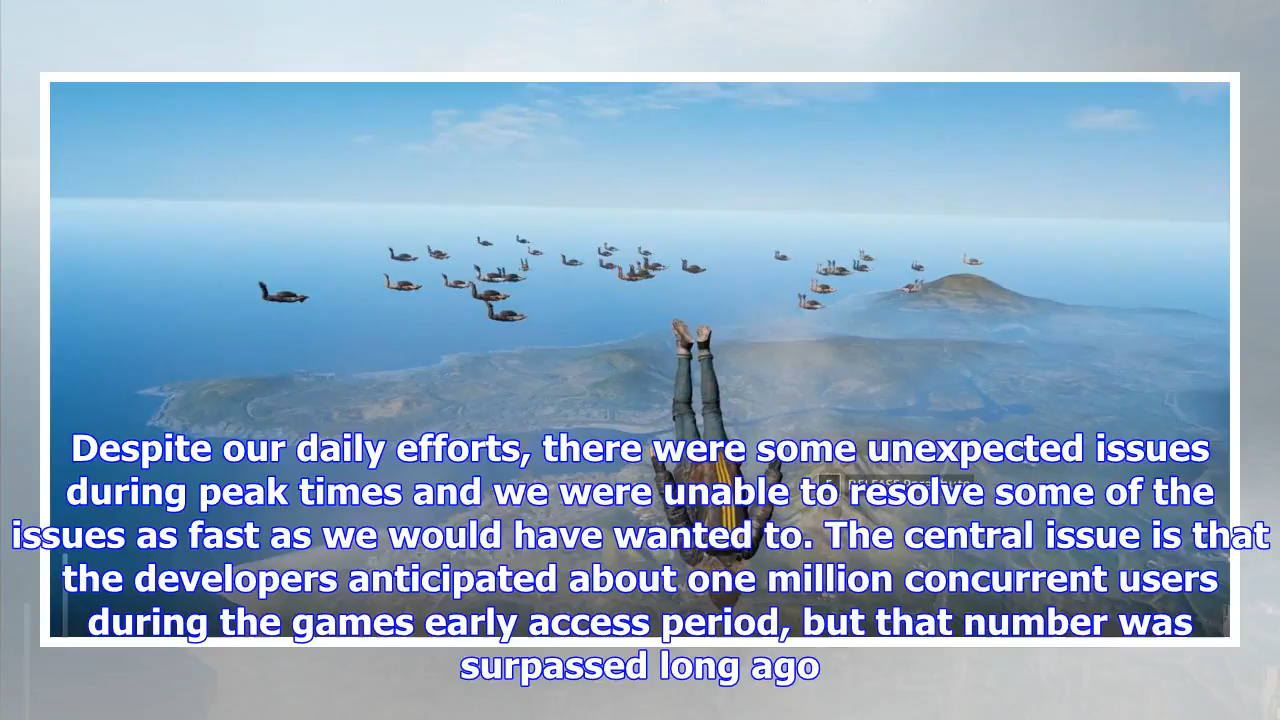 F RELEASE Parachute
Despite our daily efforts, there were some unexpected issues
during peak times and we were unable to resolve some of the
issues as fast as we would have wanted to. The central issue is that
the developers anticipated about one million concurrent users
during the games early access period, but that number was
surpassed long ago